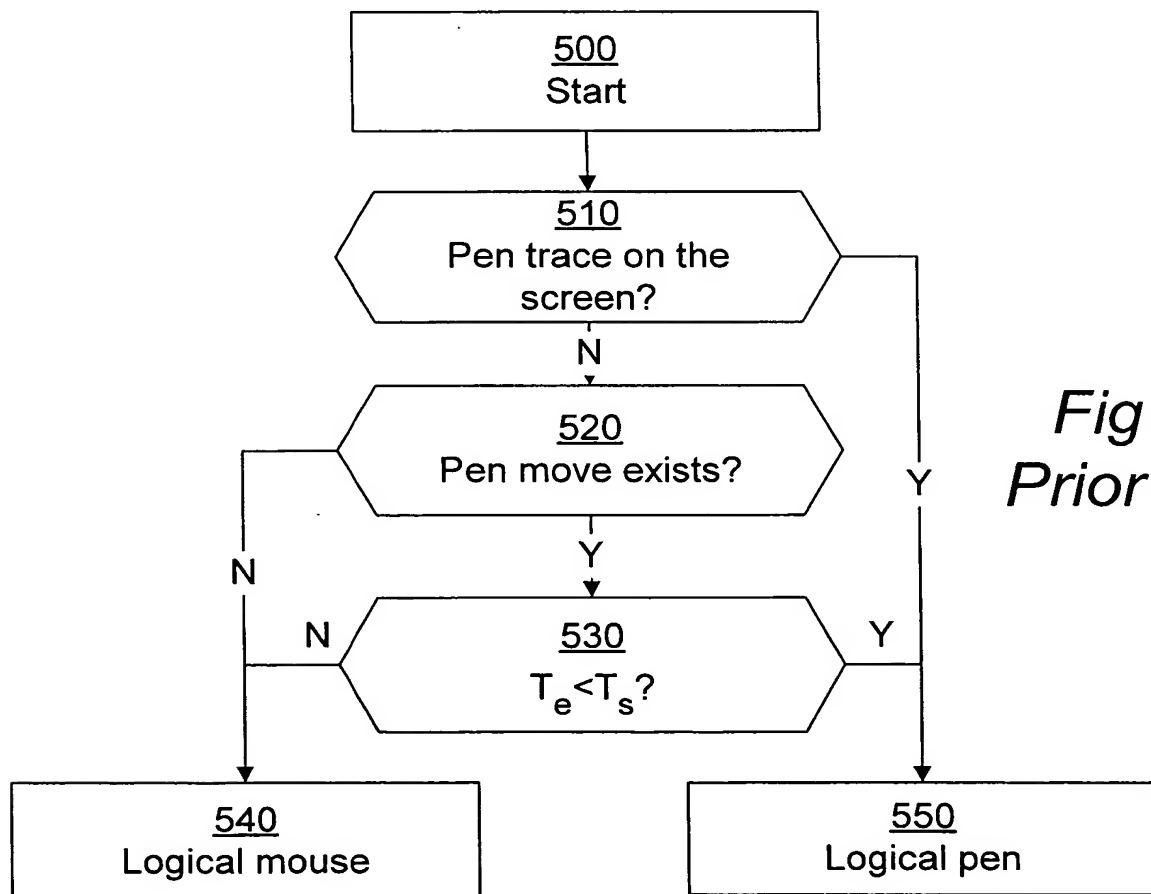 500
Start
510
Pen trace on the
screen?
N
520
Pen move exists?
Y
Fig
Prior
N
Y
N
530
Y
Te<Ts?
540
Logical mouse
550
Logical pen